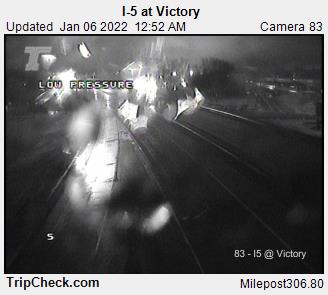 I-5 at Victory
Updated Jan 06 2022 12:52 AM Camera 83
T
LOW PRESSURE
S
83 - I5 @ Victory
TripCheck.com Milepost306.80